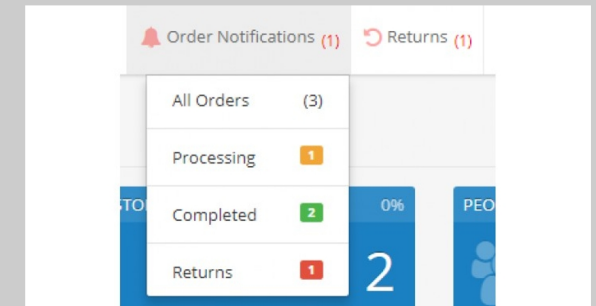 Order Notifications (1) Returns (1)
All Orders (3)
Processing 1
Completed 2
0%
Returns 1
2